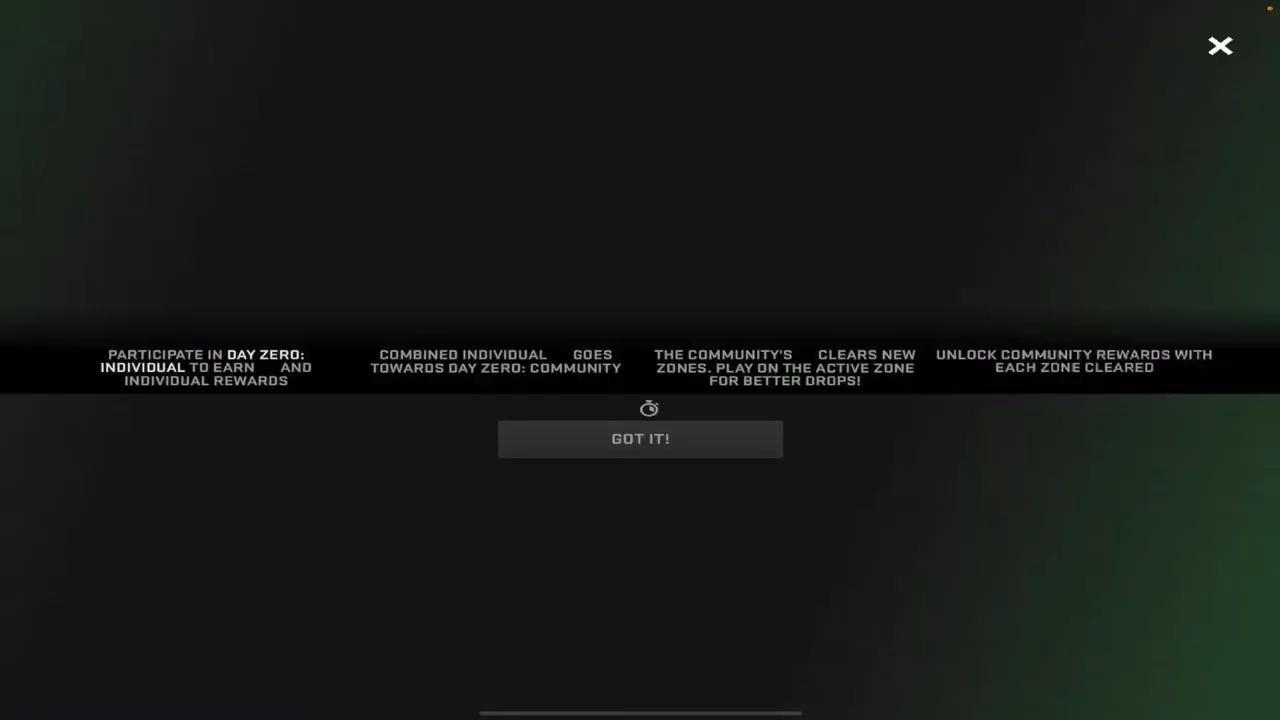 PARTICIPATE IN DAY ZERO:
INDIVIDUAL TO EARN AND
INDIVIDUAL REWARDS
COMBINED INDIVIDUAL GOES
TOWARDS DAY ZERO: COMMUNITY
THE COMMUNITY'S CLEARS NEW
ZONES. PLAY ON THE ACTIVE ZONE
FOR BETTER DROPS!
UNLOCK COMMUNITY REWARDS WITH
EACH ZONE CLEARED
GOT IT!